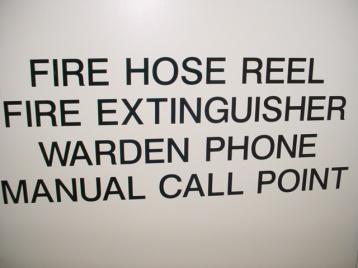 FIRE HOSE REEL
FIRE EXTINGUISHER
WARDEN PHONE
MANUAL CALL POINT